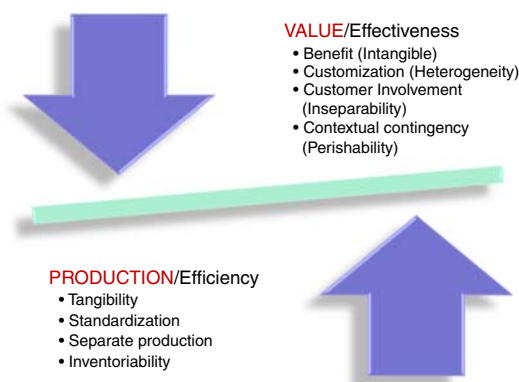 VALUE/Effectiveness
• Benefit (Intangible)
• Customization (Heterogeneity)
• Customer Involvement
(Inseparability)
• Contextual contingency
(Perishability)
PRODUCTION/Efficiency
• Tangibility
• Standardization
• Separate production
• Inventoriability